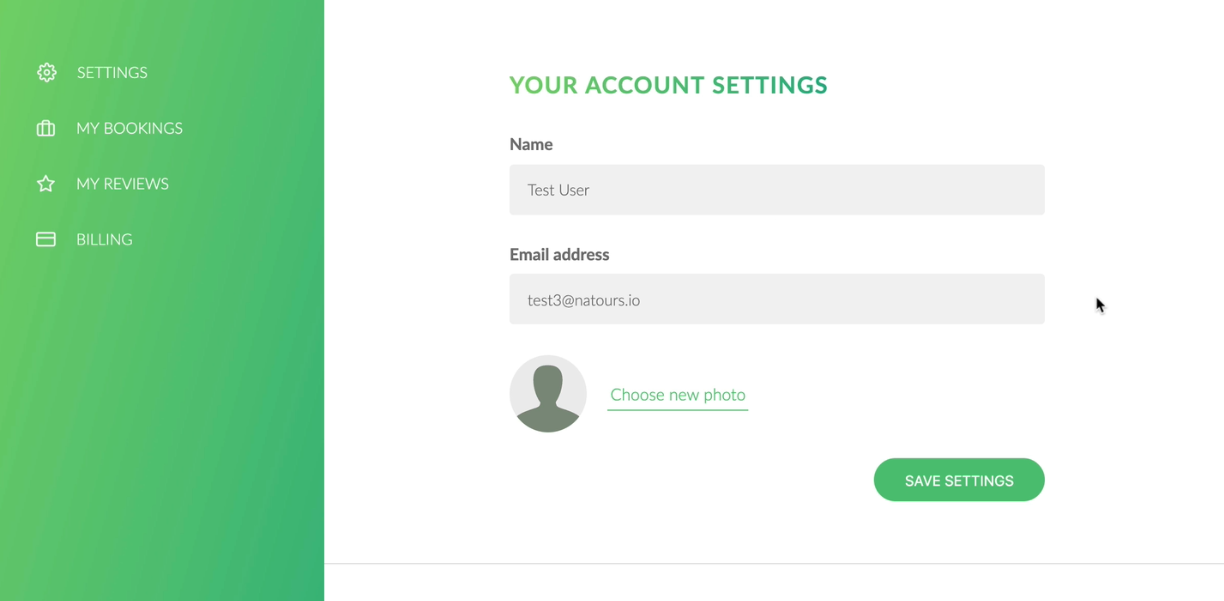 SETTINGS
MY BOOKINGS
MY REVIEWS
BILLING
YOUR ACCOUNT SETTINGS
Name
Test User
Email address
test3@natours.io
Choose new photo
SAVE SETTINGS